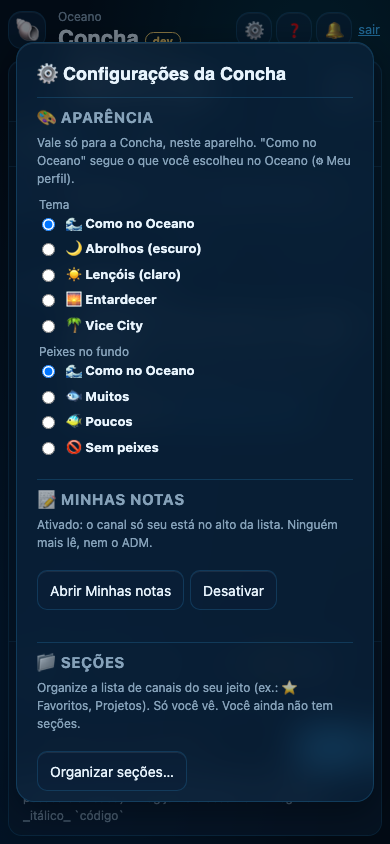 Oceano
Concha dev
sair
Configurações da Concha
APARÊNCIA
Vale só para a Concha, neste aparelho. "Como no
Oceano" segue o que você escolheu no Oceano (⚙ Meu
perfil).
Tema
Como no Oceano
Abrolhos (escuro)
Lençóis (claro)
Entardecer
Vice City
Peixes no fundo
Como no Oceano
Muitos
Poucos
Sem peixes
MINHAS NOTAS
Ativado: o canal só seu está no alto da lista. Ninguém
mais lê, nem o ADM.
Abrir Minhas notas
Desativar
SEÇÕES
Organize a lista de canais do seu jeito (ex.: ⭐
Favoritos, Projetos). Só você vê. Você ainda não tem
seções.
Organizar seções...
_itálico_ `código`